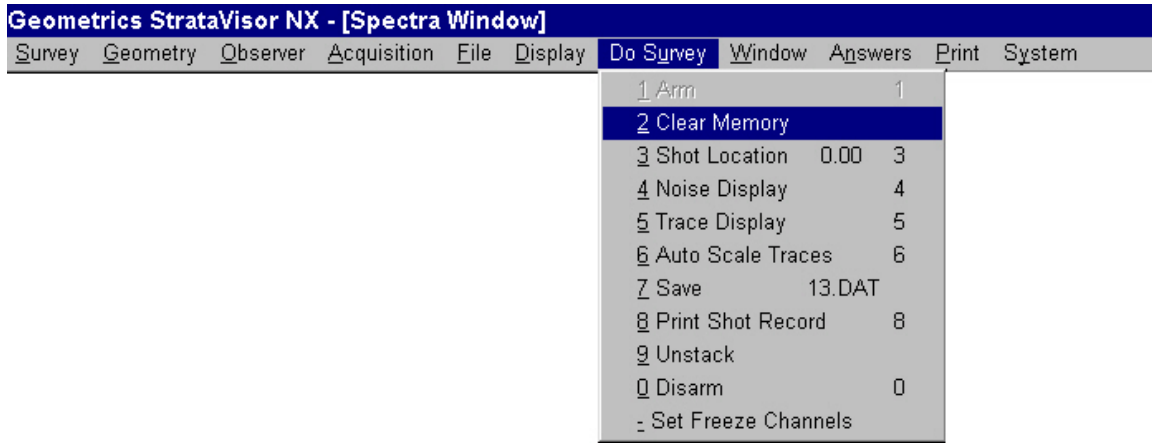 Geometrics StrataVisor NX - [Spectra Window]
Survey Geometry Observer Acquisition File Display Do Survey Window Answers Print System
1 Arm 1
2 Clear Memory
3 Shot Location 0.00 3
4 Noise Display 4
5 Trace Display 5
6 Auto Scale Traces 6
7 Save 13.DAT
8 Print Shot Record 8
9 Unstack
0 Disarm 0
- Set Freeze Channels